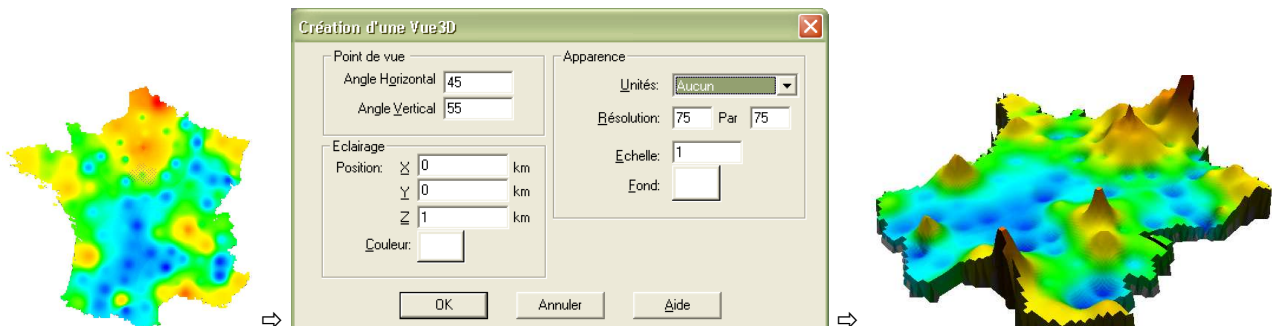 Création d'une Vue3D
Point de vue
Angle Horizontal 45
Angle Vertical 55
Eclairage
Position: X 0 km
Y 0 km
Z 1 km
Couleur:
Apparence
Unités: Aucun
Résolution: 75 Par 75
Echelle: 1
Fond:
OK Annuler Aide
⇨ ⇨